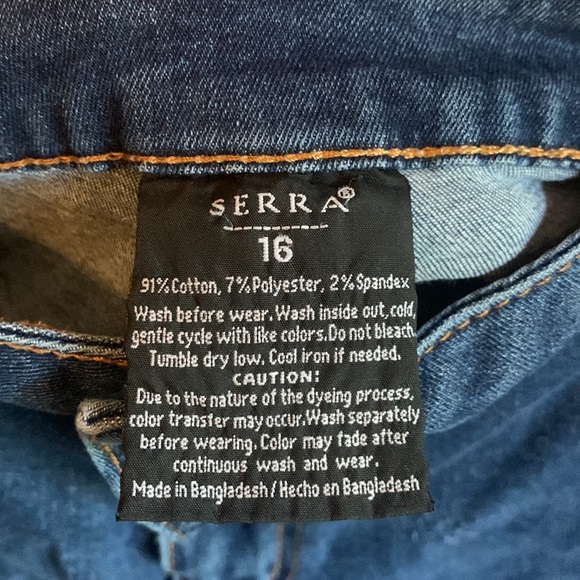 SERRA®
16
91%Cotton, 7%Polyester, 2%Spandex
Wash before wear.Wash inside out,cold,
gentle cycle with like colors.Do not bleach.
Tumble dry low. Cool iron if needed.
CAUTION:
Due to the nature of the dyeing process,
color transfer may occur.Wash separately
before wearing. Color may fade after
continuous wash and wear.
Made in Bangladesh/Hecho en Bangladesh